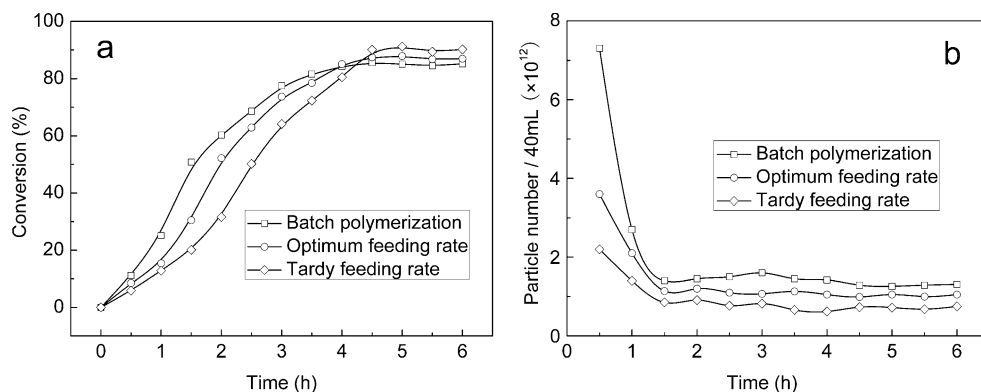 a
100
80
60
40
20
0
Conversion (%)
Batch polymerization
Optimum feeding rate
Tardy feeding rate
0 1 2 3 4 5 6
Time (h)
b
8
6
4
2
0
Particle number / 40mL (×10¹²)
Batch polymerization
Optimum feeding rate
Tardy feeding rate
0 1 2 3 4 5 6
Time (h)